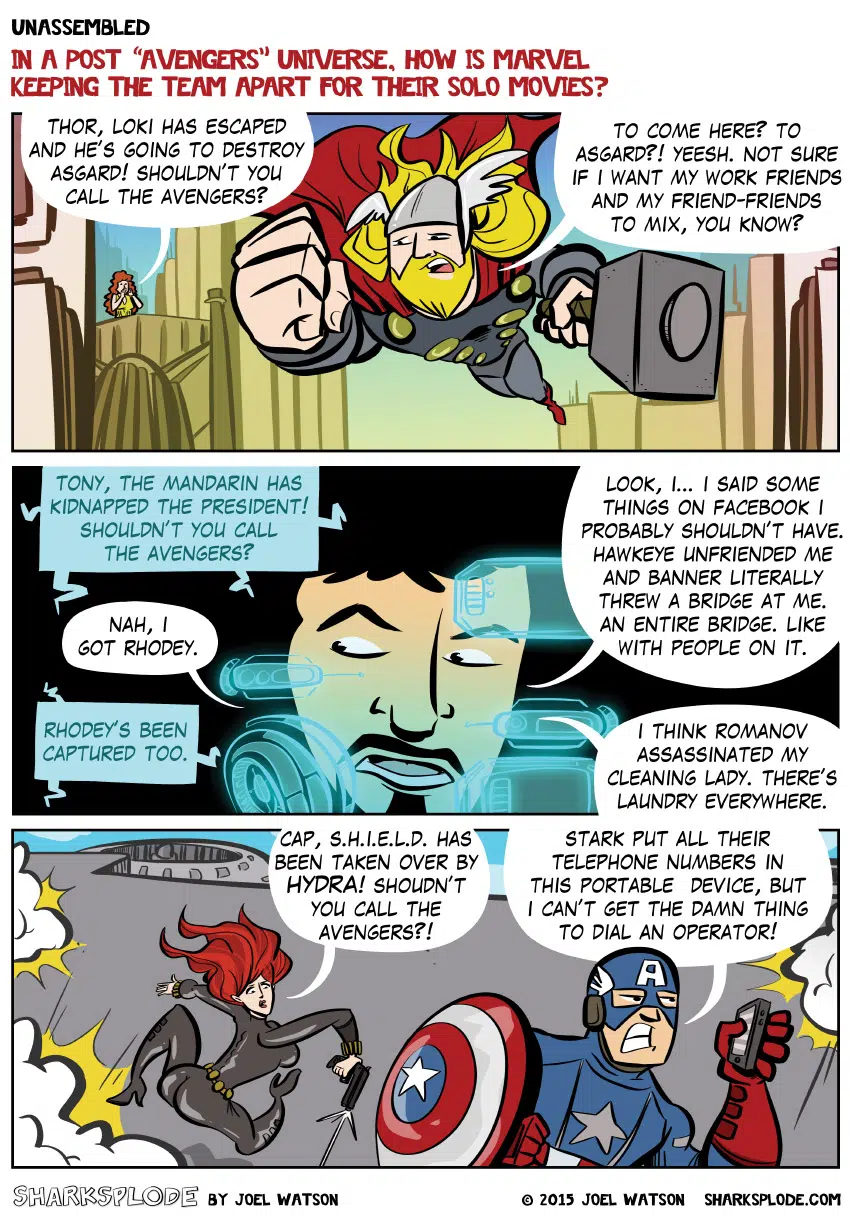 UNASSEMBLED
IN A POST "AVENGERS" UNIVERSE, HOW IS MARVEL
KEEPING THE TEAM APART FOR THEIR SOLO MOVIES?
THOR, LOKI HAS ESCAPED
AND HE'S GOING TO DESTROY
ASGARD! SHOULDN'T YOU
CALL THE AVENGERS?
TO COME HERE? TO
ASGARD?! YEESH. NOT SURE
IF I WANT MY WORK FRIENDS
AND MY FRIEND-FRIENDS
TO MIX, YOU KNOW?
TONY, THE MANDARIN HAS
KIDNAPPED THE PRESIDENT!
SHOULDN'T YOU CALL
THE AVENGERS?
NAH, I
GOT RHODEY.
RHODEY'S BEEN
CAPTURED TOO.
LOOK, I... I SAID SOME
THINGS ON FACEBOOK I
PROBABLY SHOULDN'T HAVE.
HAWKEYE UNFRIENDED ME
AND BANNER LITERALLY
THREW A BRIDGE AT ME.
AN ENTIRE BRIDGE. LIKE
WITH PEOPLE ON IT.
I THINK ROMANOV
ASSASSINATED MY
CLEANING LADY. THERE'S
LAUNDRY EVERYWHERE.
CAP, S.H.I.E.L.D. HAS
BEEN TAKEN OVER BY
HYDRA! SHOUDN'T
YOU CALL THE
AVENGERS?!
STARK PUT ALL THEIR
TELEPHONE NUMBERS IN
THIS PORTABLE DEVICE, BUT
I CAN'T GET THE DAMN THING
TO DIAL AN OPERATOR!
A
SHARKSPLODE BY JOEL WATSON © 2015 JOEL WATSON SHARKSPLODE.COM